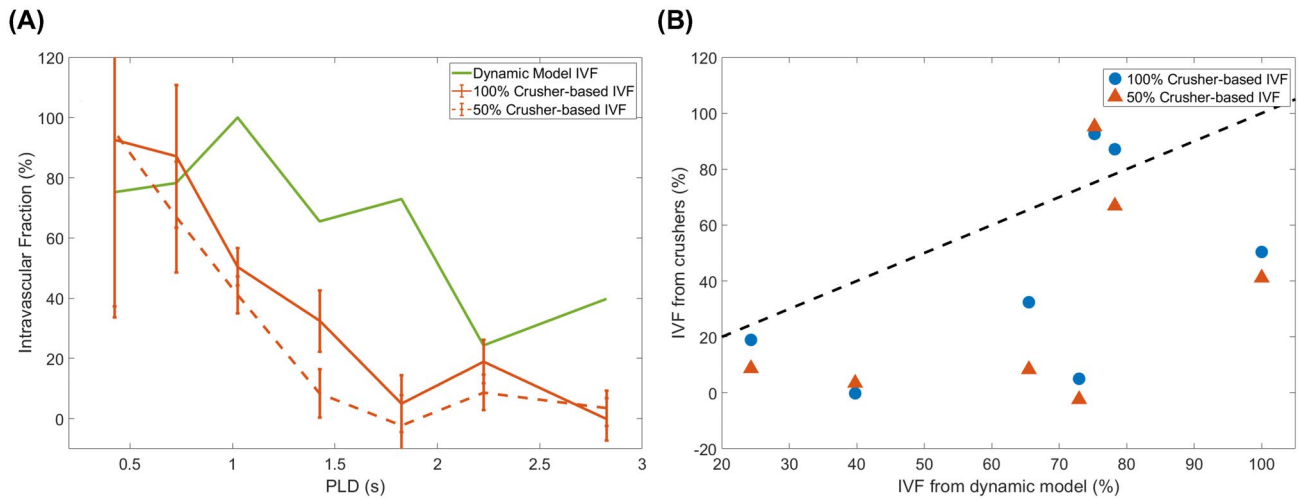 (A)
120
100
80
60
40
20
0
Intravascular Fraction (%)
Dynamic Model IVF
100% Crusher-based IVF
50% Crusher-based IVF
0.5
1
1.5
2
2.5
3
PLD (s)
(B)
120
100
80
60
40
20
0
-20
IVF from crushers (%)
100% Crusher-based IVF
50% Crusher-based IVF
20
30
40
50
60
70
80
90
100
IVF from dynamic model (%)